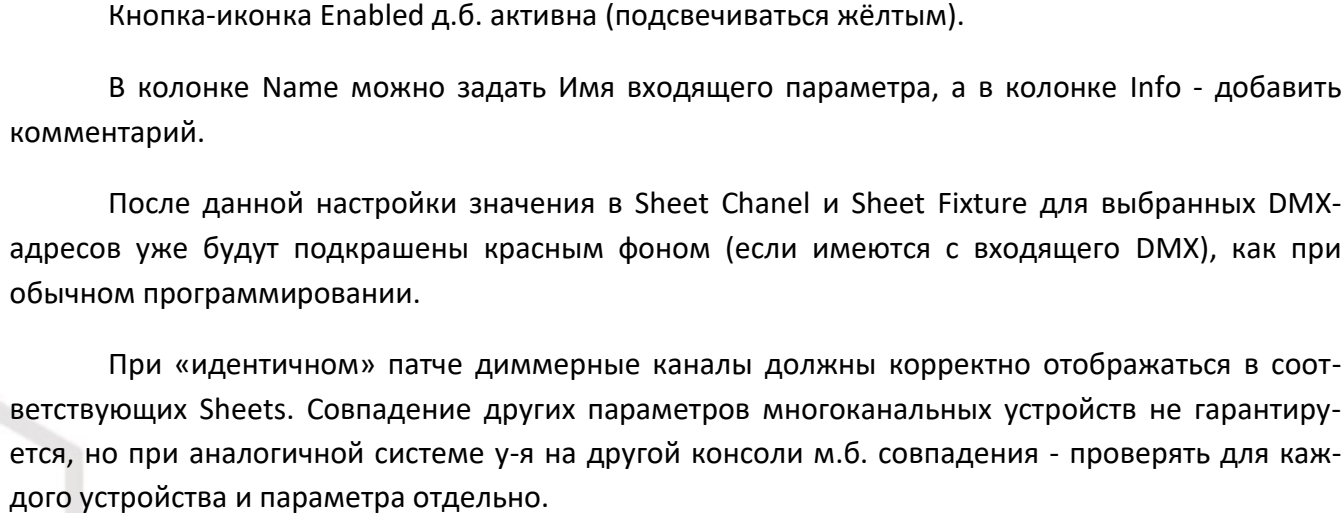 Кнопка-иконка Enabled д.б. активна (подсвечиваться жёлтым).
В колонке Name можно задать Имя входящего параметра, а в колонке Info - добавить
комментарий.
После данной настройки значения в Sheet Chanel и Sheet Fixture для выбранных DMX-
адресов уже будут подкрашены красным фоном (если имеются с входящего DMX), как при
обычном программировании.
При «идентичном» патче диммерные каналы должны корректно отображаться в соот-
ветствующих Sheets. Совпадение других параметров многоканальных устройств не гарантиру-
ется, но при аналогичной системе у-я на другой консоли м.б. совпадения - проверять для каж-
дого устройства и параметра отдельно.